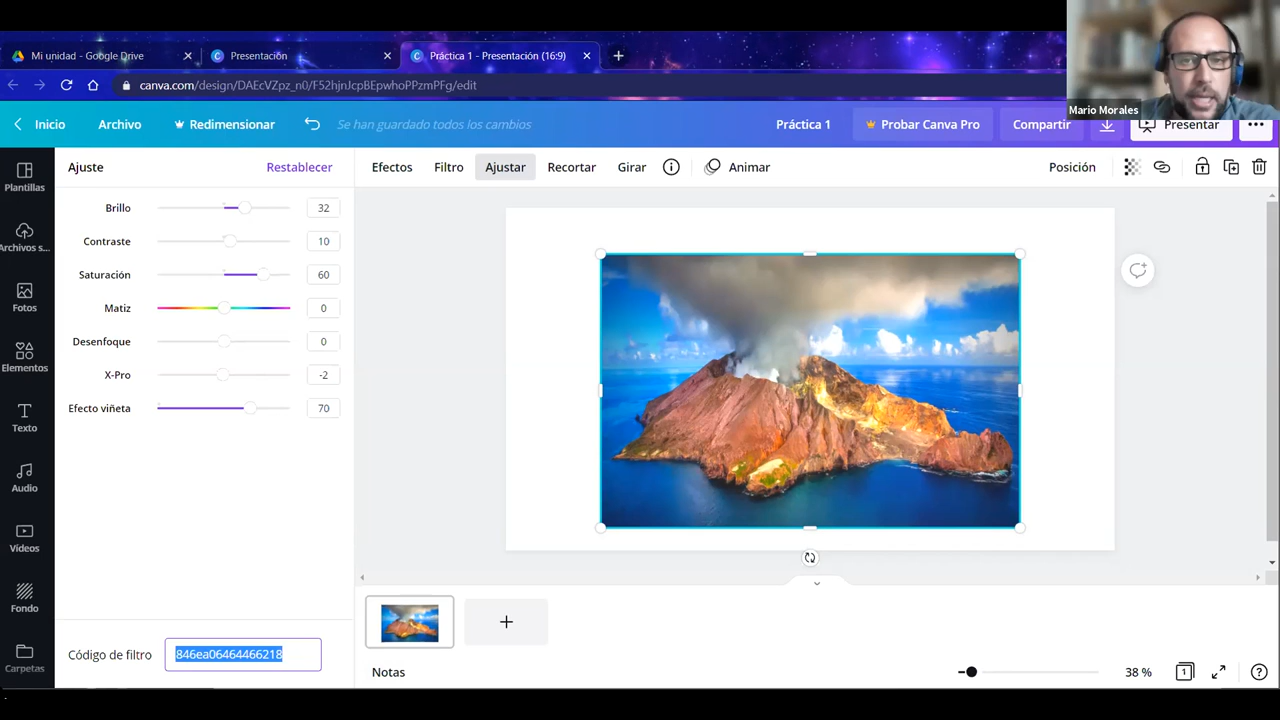 Mi unidad - Google Drive
Presentación
Práctica 1 - Presentación (16:9)
canva.com/design/DAEcVZpz_n0/F52hjnJcpBEpwhoPPzmPFg/edit
Mario Morales
Inicio
Archivo
Redimensionar
Se han guardado todos los cambios
Práctica 1
Probar Canva Pro
Compartir
Presentar
Plantillas
Archivos s...
Fotos
Elementos
Texto
Audio
Vídeos
Fondo
Carpetas
Ajuste
Restablecer
Efectos
Filtro
Ajustar
Recortar
Girar
Animar
Posición
Brillo 32
Contraste 10
Saturación 60
Matiz 0
Desenfoque 0
X-Pro -2
Efecto viñeta 70
Código de filtro 846ea06464466218
Notas
38 %
1